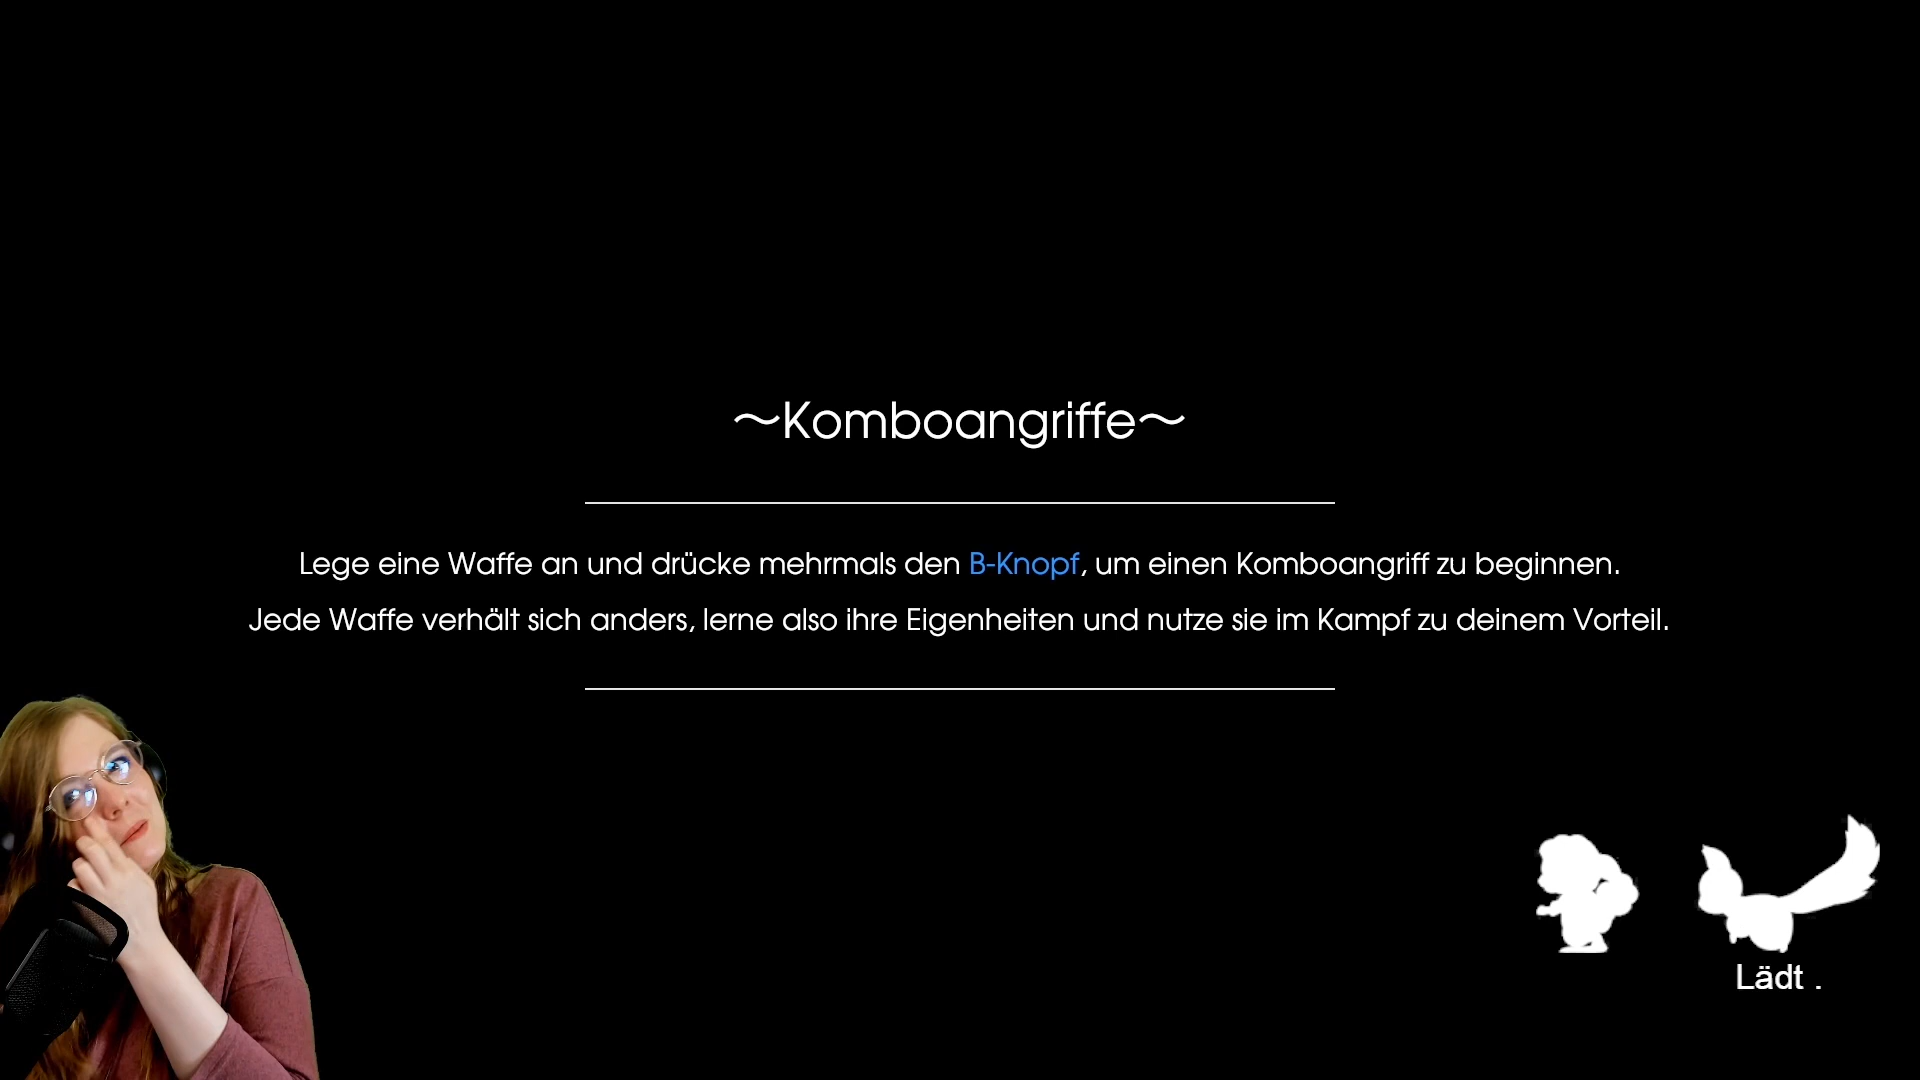 ～Komboangriffe～
Lege eine Waffe an und drücke mehrmals den B-Knopf, um einen Komboangriff zu beginnen.
Jede Waffe verhält sich anders, lerne also ihre Eigenheiten und nutze sie im Kampf zu deinem Vorteil.
Lädt .